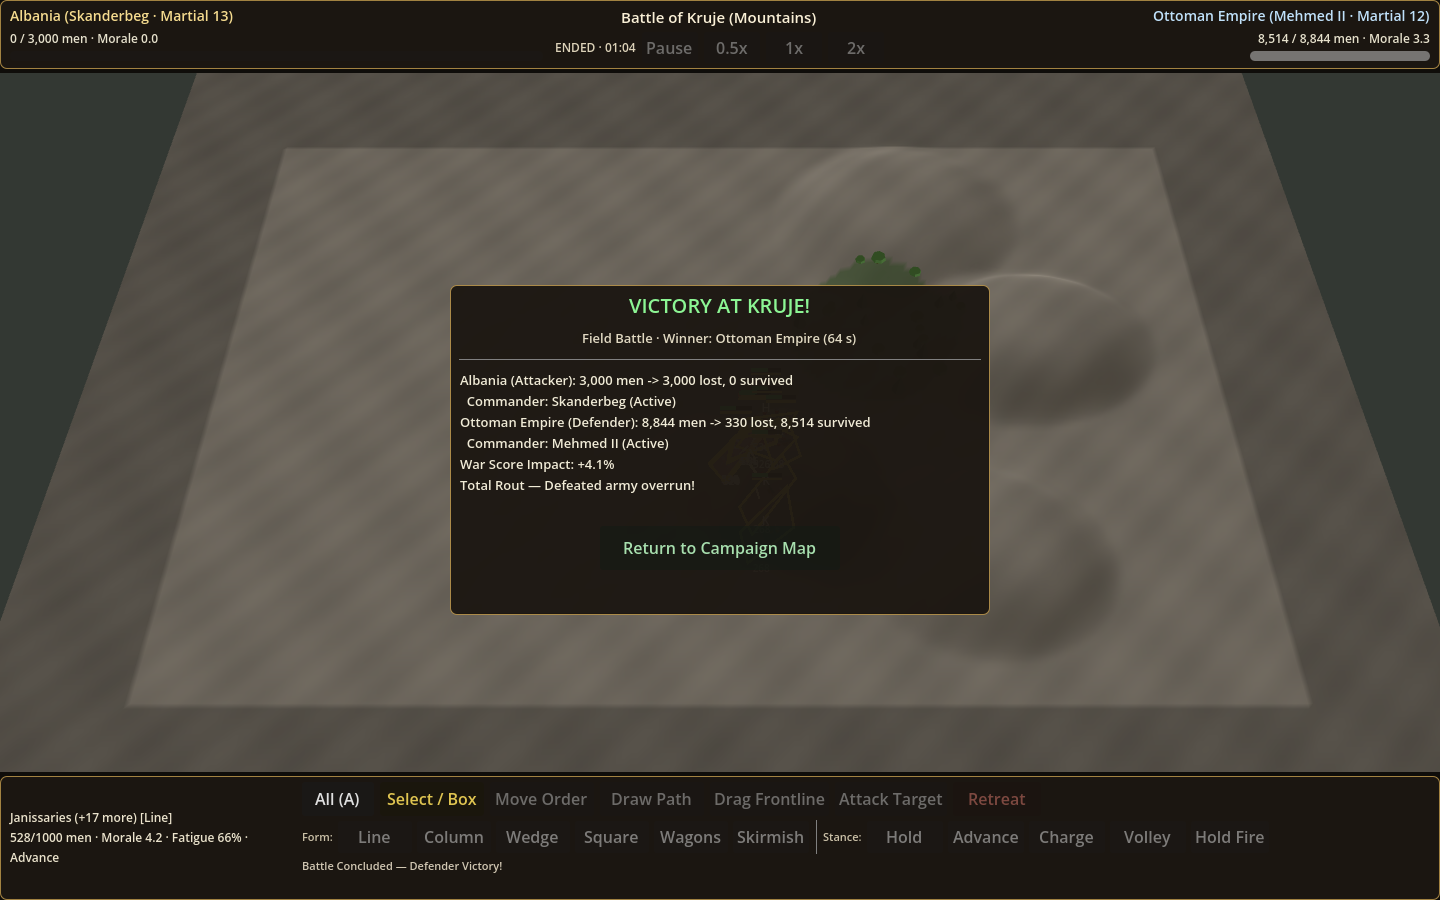 Albania (Skanderbeg · Martial 13)
0 / 3,000 men · Morale 0.0
Battle of Kruje (Mountains)
ENDED · 01:04 Pause 0.5x 1x 2x
Ottoman Empire (Mehmed II · Martial 12)
8,514 / 8,844 men · Morale 3.3
VICTORY AT KRUJE!
Field Battle · Winner: Ottoman Empire (64 s)
Albania (Attacker): 3,000 men -> 3,000 lost, 0 survived
Commander: Skanderbeg (Active)
Ottoman Empire (Defender): 8,844 men -> 330 lost, 8,514 survived
Commander: Mehmed II (Active)
War Score Impact: +4.1%
Total Rout — Defeated army overrun!
Return to Campaign Map
Janissaries (+17 more) [Line]
528/1000 men · Morale 4.2 · Fatigue 66% ·
Advance
All (A) Select / Box Move Order Draw Path Drag Frontline Attack Target Retreat
Form: Line Column Wedge Square Wagons Skirmish Stance: Hold Advance Charge Volley Hold Fire
Battle Concluded — Defender Victory!